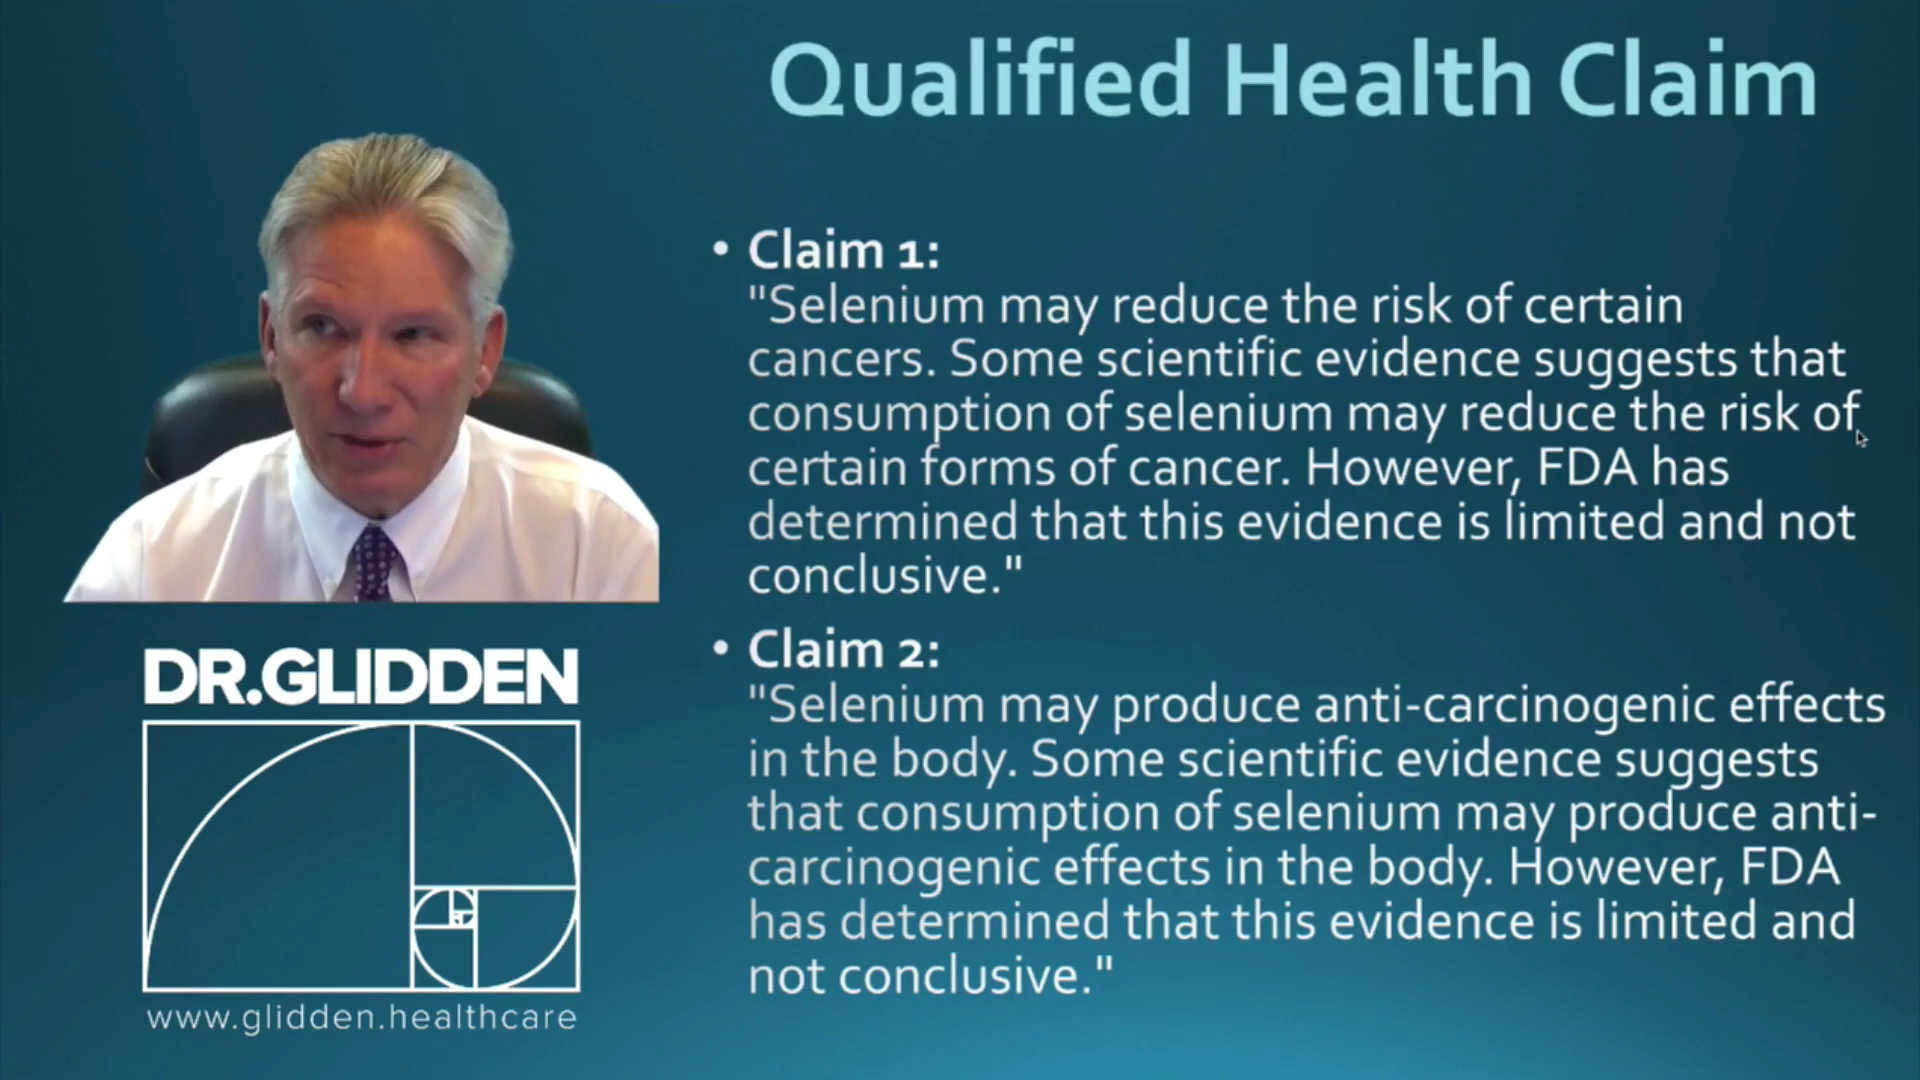 Qualified Health Claim
• Claim 1:
"Selenium may reduce the risk of certain
cancers. Some scientific evidence suggests that
consumption of selenium may reduce the risk of
certain forms of cancer. However, FDA has
determined that this evidence is limited and not
conclusive."
• Claim 2:
"Selenium may produce anti-carcinogenic effects
in the body. Some scientific evidence suggests
that consumption of selenium may produce anti-
carcinogenic effects in the body. However, FDA
has determined that this evidence is limited and
not conclusive."
DR.GLIDDEN
www.glidden.healthcare